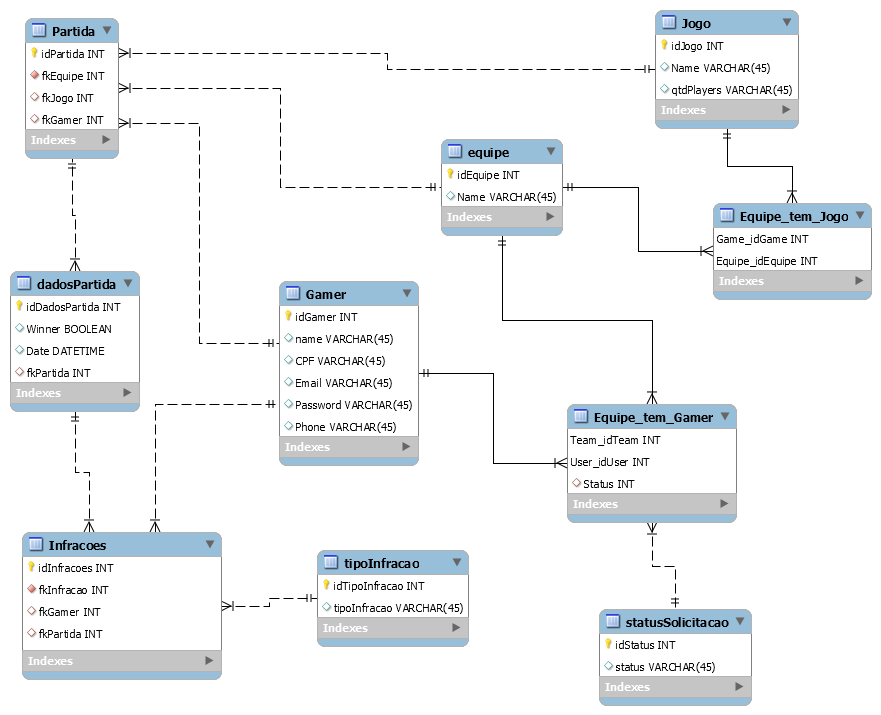 Partida
idPartida INT
fkEquipe INT
fkJogo INT
fkGamer INT
Indexes
Jogo
idJogo INT
Name VARCHAR(45)
qtdPlayers VARCHAR(45)
Indexes
equipe
idEquipe INT
Name VARCHAR(45)
Indexes
Equipe_tem_Jogo
Game_idGame INT
Equipe_idEquipe INT
Indexes
dadosPartida
idDadosPartida INT
Winner BOOLEAN
Date DATETIME
fkPartida INT
Indexes
Gamer
idGamer INT
name VARCHAR(45)
CPF VARCHAR(45)
Email VARCHAR(45)
Password VARCHAR(45)
Phone VARCHAR(45)
Indexes
Equipe_tem_Gamer
Team_idTeam INT
User_idUser INT
Status INT
Indexes
Infracoes
idInfracoes INT
fkInfracao INT
fkGamer INT
fkPartida INT
Indexes
tipoInfracao
idTipoInfracao INT
tipoInfracao VARCHAR(45)
Indexes
statusSolicitacao
idStatus INT
status VARCHAR(45)
Indexes